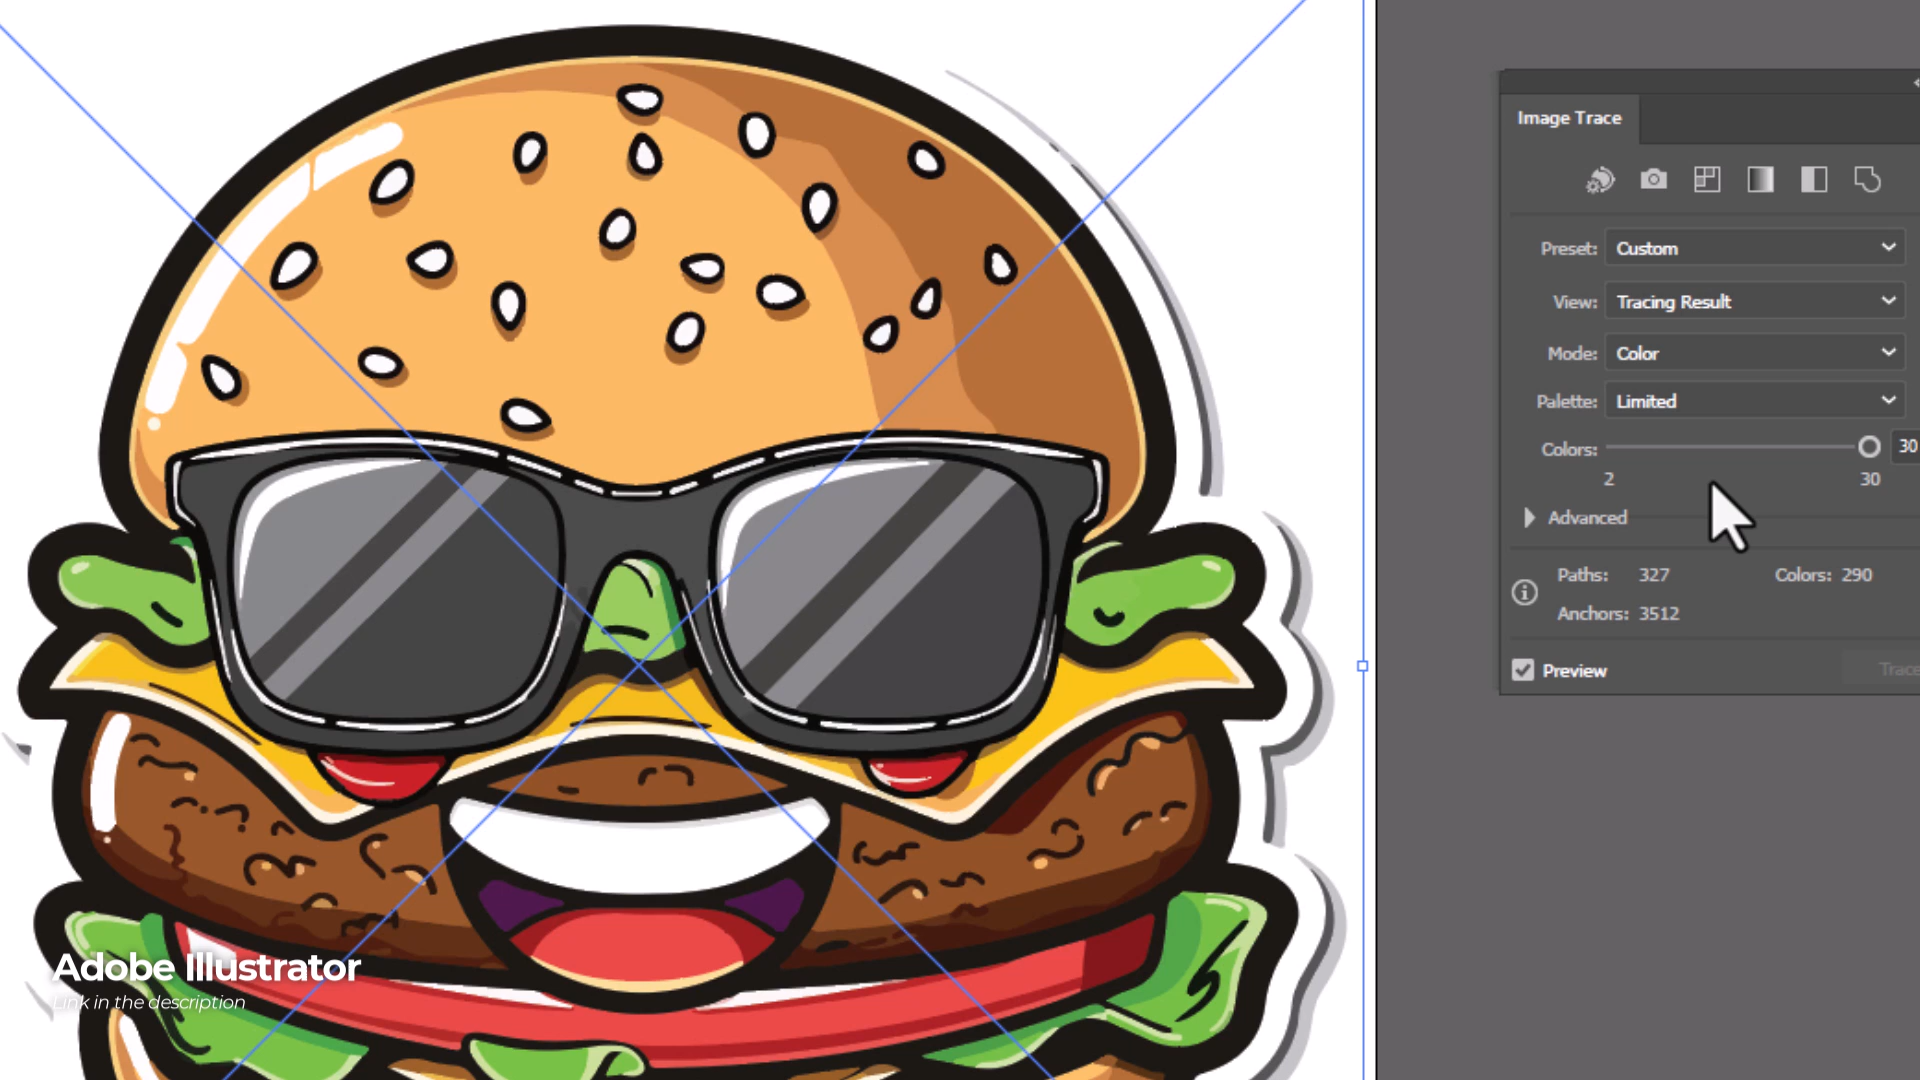 Image Trace
Preset: Custom
View: Tracing Result
Mode: Color
Palette: Limited
Colors: 30
2 30
Advanced
Paths: 327 Colors: 290
Anchors: 3512
Preview Trace
Adobe Illustrator
Link in the description